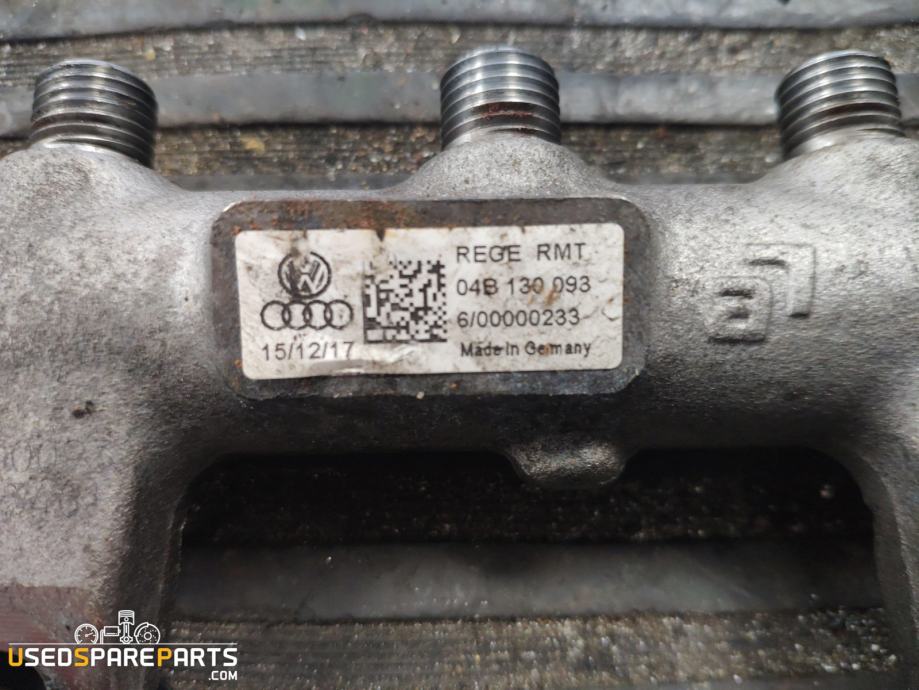 REGE RMT
04B 130 093
6/00000233
15/12/17
Made in Germany
USEDSPAREPARTS
.COM